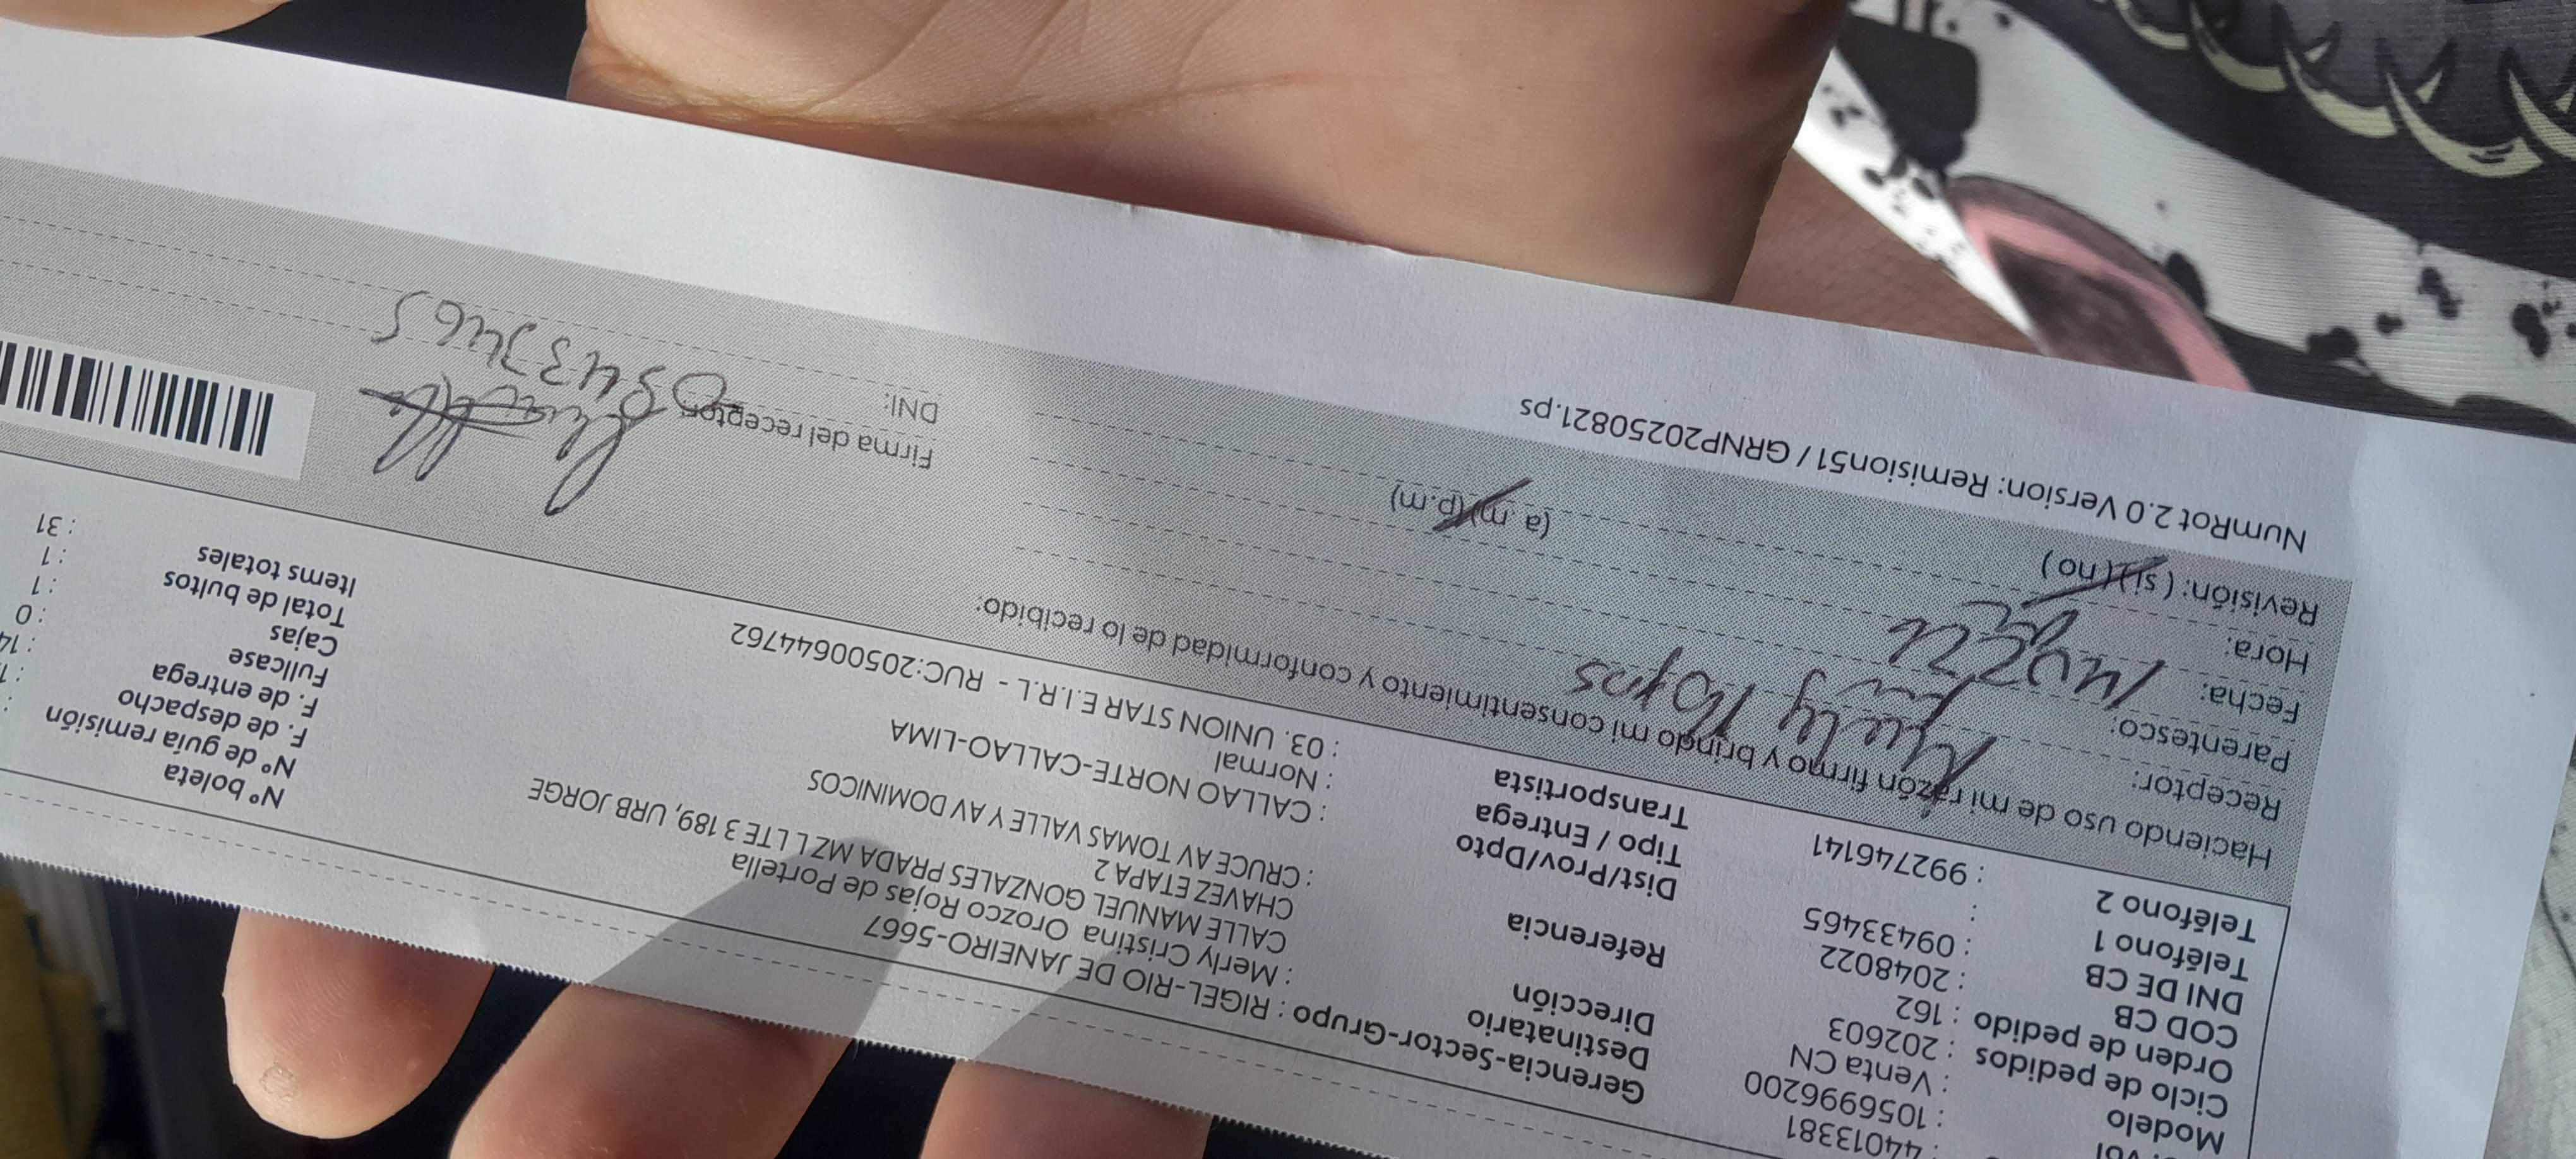 : 44013381
: 1056996200
Modelo : Venta CN
Ciclo de pedidos : 202603
Orden de pedido : 162
COD CB : 2048022
DNI DE CB : 09433465
Teléfono 1 :
Teléfono 2 : 992746141
Gerencia-Sector-Grupo : RIGEL-RIO DE JANEIRO-5667
Destinatario : Merly Cristina Orozco Rojas de Portella
Dirección CALLE MANUEL GONZALES PRADA MZ L LTE 3 189, URB JORGE
CHAVEZ ETAPA 2
Referencia : CRUCE AV TOMAS VALLEY Y AV DOMINICOS
Dist/Prov/Dpto : CALLAO NORTE-CALLAO-LIMA
Tipo / Entrega : Normal
Transportista : 03. UNION STAR E.I.R.L - RUC:20500644762
Nº boleta :
Nº de guía remisión
F. de despacho
F. de entrega
Fullcase : 0
Cajas : 1
Total de bultos : 1
Items totales : 31
Haciendo uso de mi razón firmo y brindo mi consentimiento y conformidad de lo recibido:
Receptor:
Parentesco:
Fecha:
Hora: (a.m)(p.m)
Revisión: (si)(no)
Firma del receptor:
DNI: 09433465
NumRot 2.0 Version: Remision51 / GRNP20250821.ps